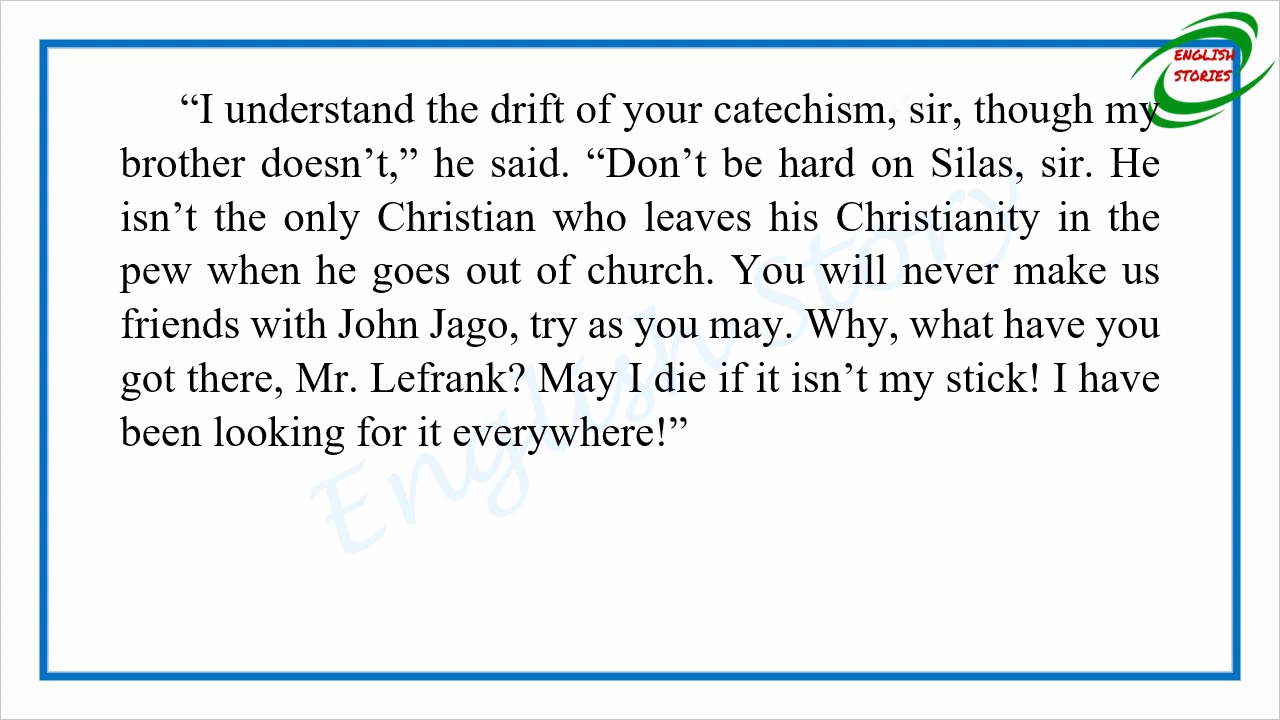 ENGLISH
STORIES
“I understand the drift of your catechism, sir, though my
brother doesn’t,” he said. “Don’t be hard on Silas, sir. He
isn’t the only Christian who leaves his Christianity in the
pew when he goes out of church. You will never make us
friends with John Jago, try as you may. Why, what have you
got there, Mr. Lefrank? May I die if it isn’t my stick! I have
been looking for it everywhere!”
English Story